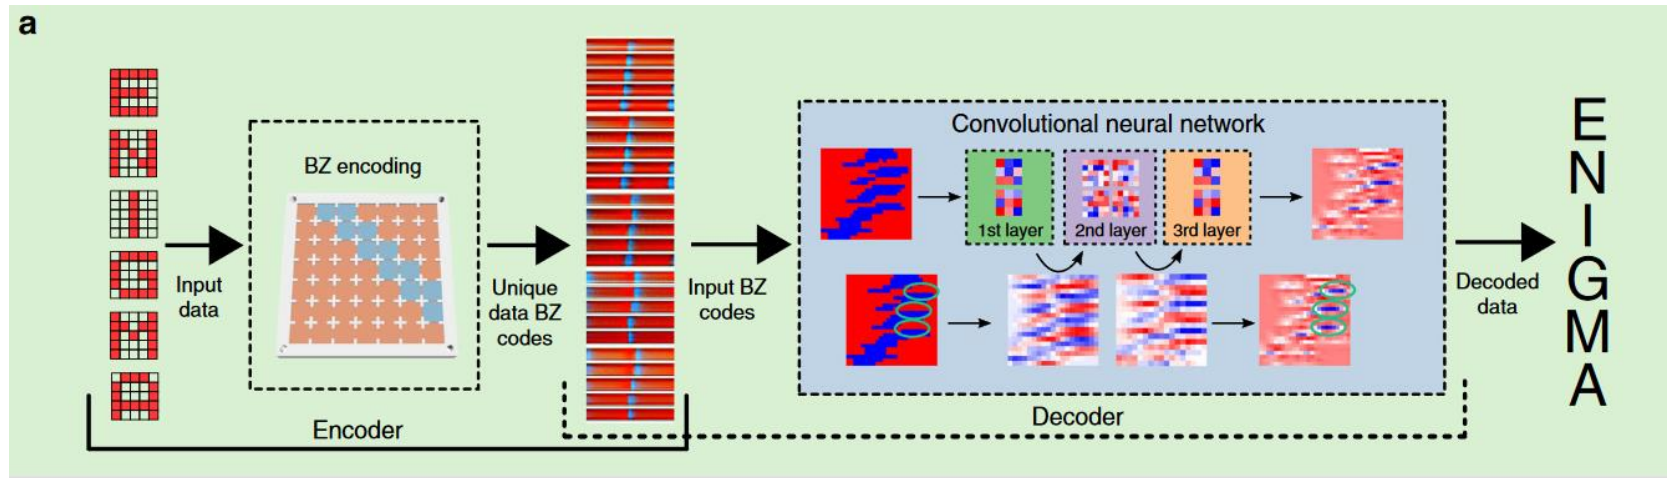 a
BZ encoding
Input
data
Encoder
Unique
data BZ
codes
Input BZ
codes
Convolutional neural network
1st layer
2nd layer
3rd layer
Decoder
Decoded
data
E
N
I
G
M
A